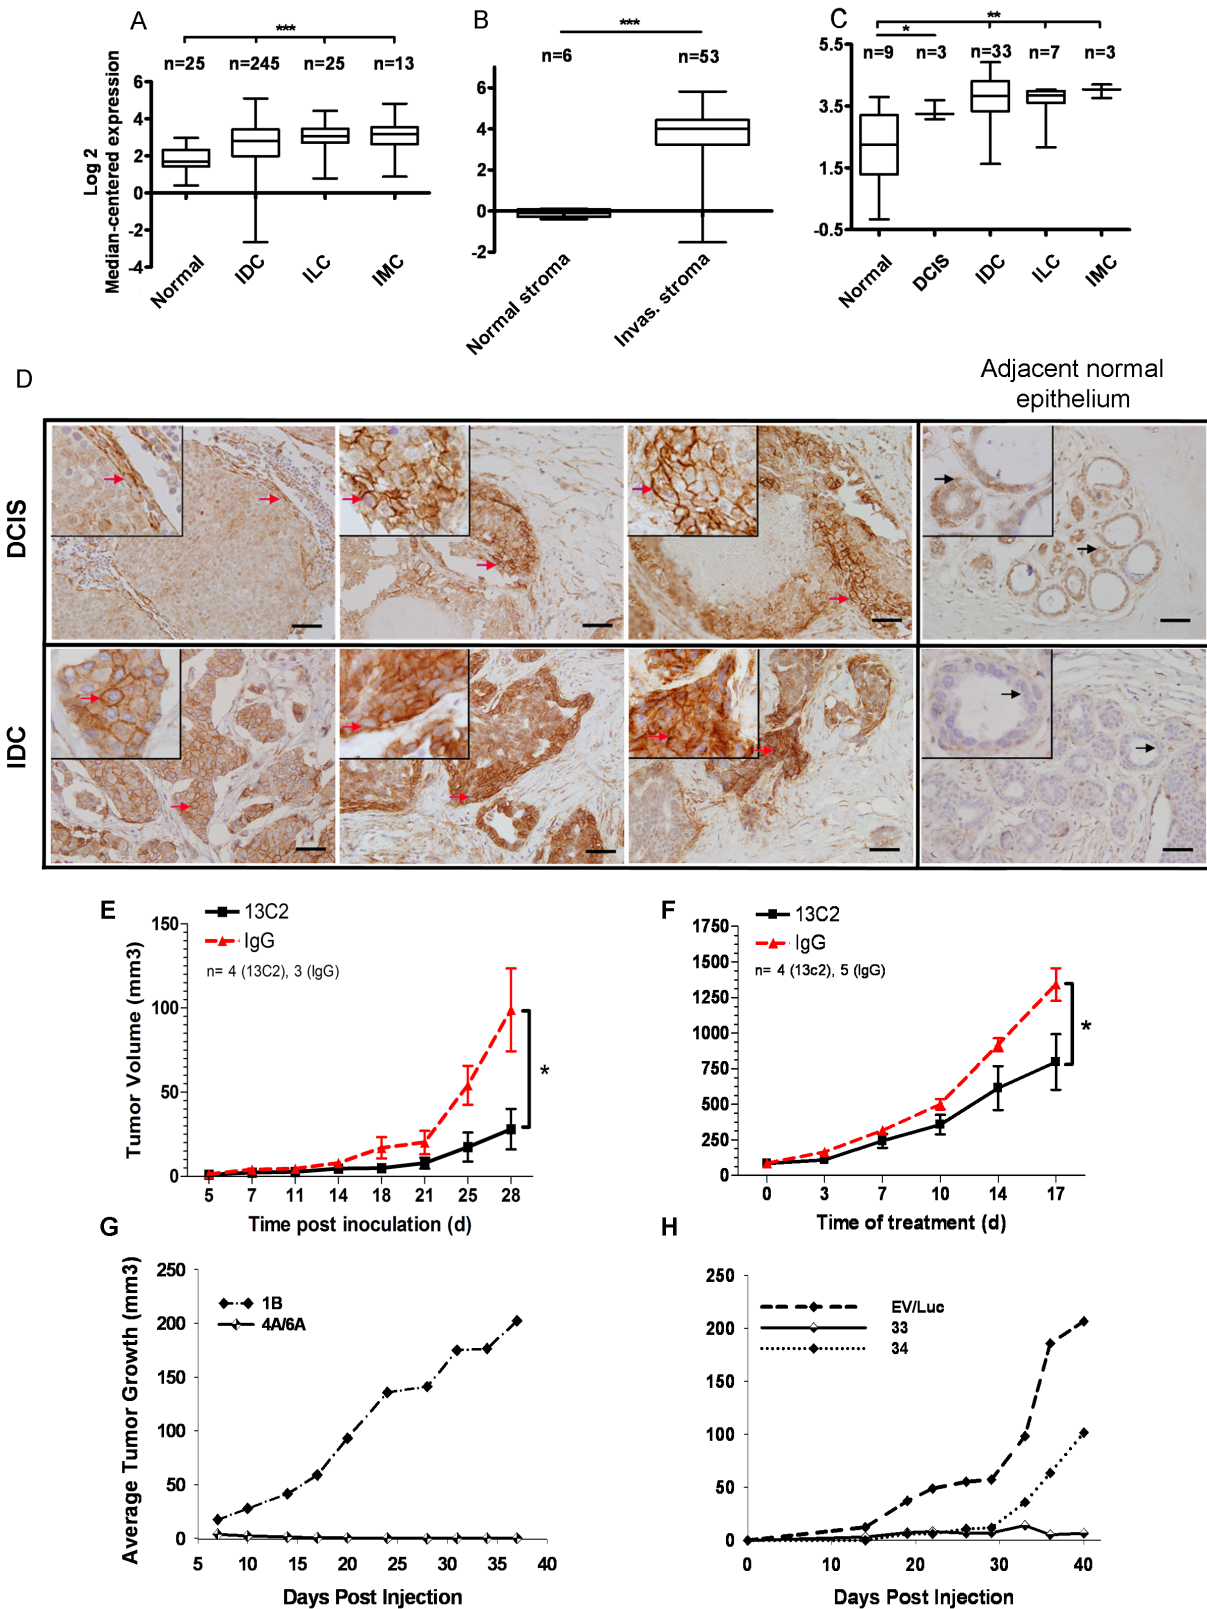 A
***
n=25 n=245 n=25 n=13
Log 2
Median-centered expression
6
4
2
0
-2
-4
Normal IDC ILC IMC
B
***
n=6 n=53
6
4
2
0
-2
Normal stroma Invas. stroma
C
**
*
n=9 n=3 n=33 n=7 n=3
5.5
3.5
1.5
-0.5
Normal DCIS IDC ILC IMC
D
Adjacent normal
epithelium
DCIS
IDC
E
13C2
IgG
n= 4 (13C2), 3 (IgG)
Tumor Volume (mm3)
150
100
50
0
*
5 7 11 14 18 21 25 28
Time post inoculation (d)
F
13C2
IgG
n= 4 (13c2), 5 (IgG)
1750
1500
1250
1000
750
500
250
0
*
0 3 7 10 14 17
Time of treatment (d)
G
1B
4A/6A
Average Tumor Growth (mm3)
250
200
150
100
50
0
5 10 15 20 25 30 35 40
Days Post Injection
H
EV/Luc
33
34
250
200
150
100
50
0
0 10 20 30 40
Days Post Injection